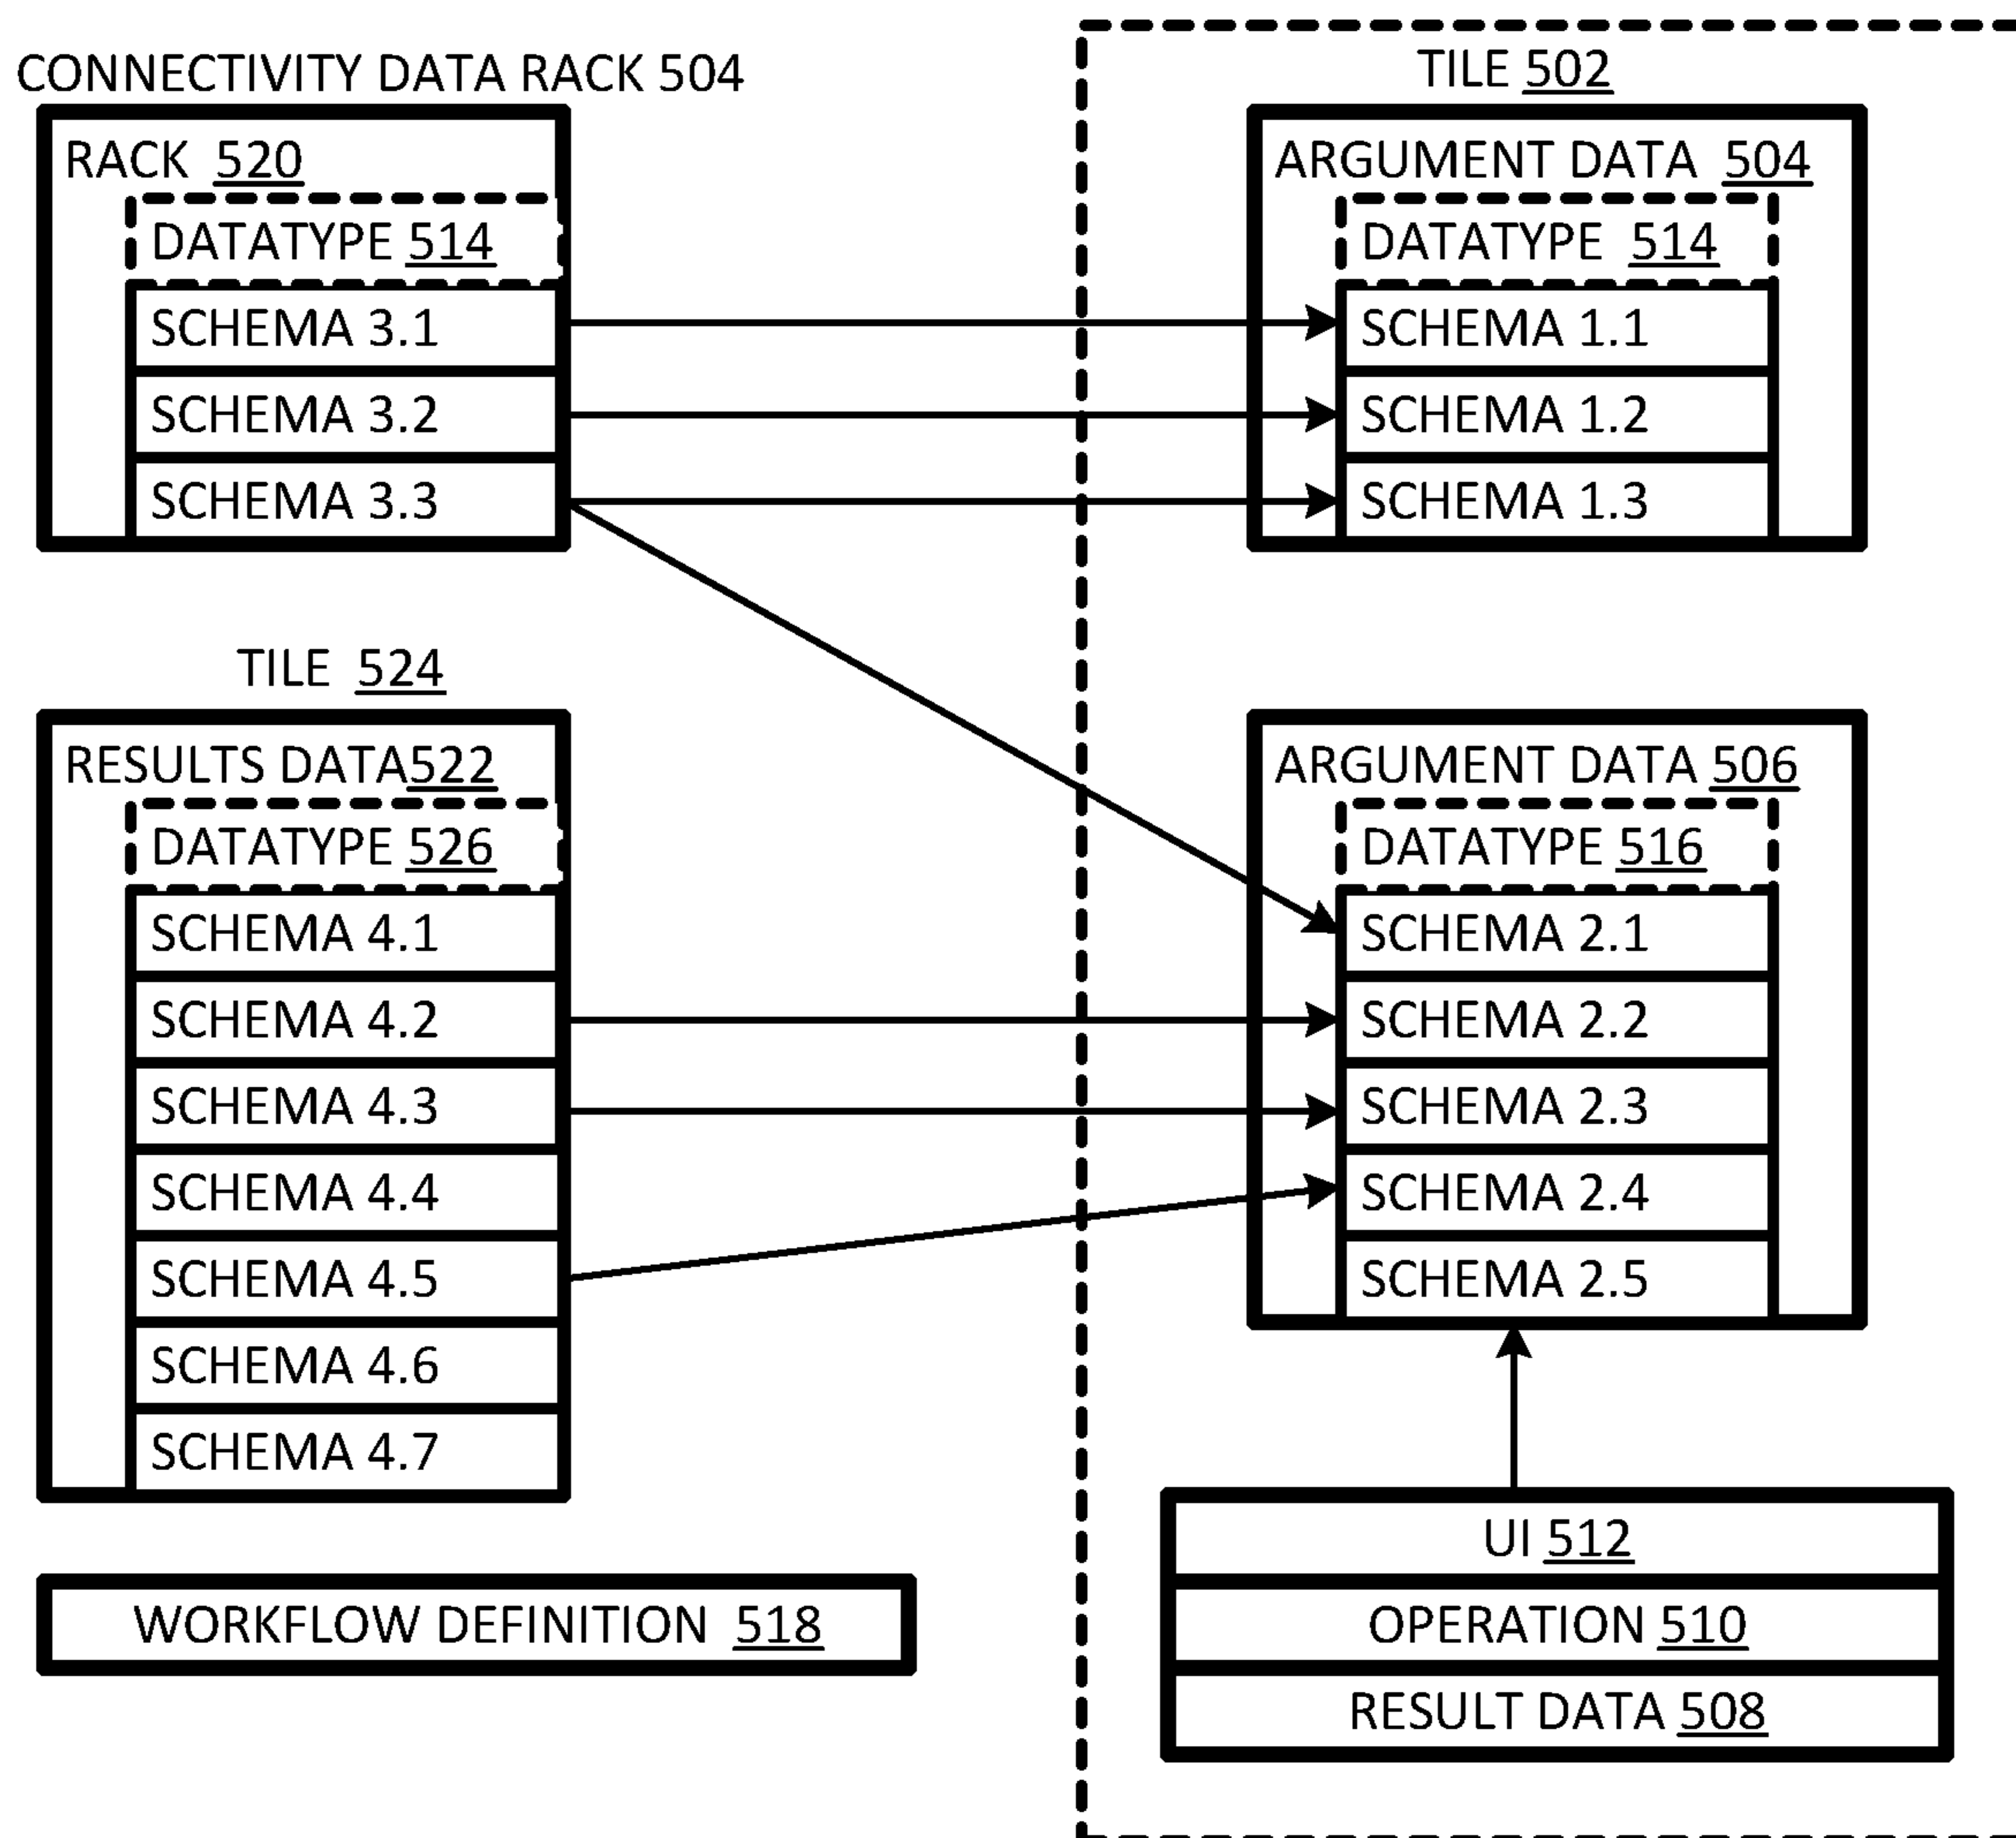 CONNECTIVITY DATA RACK 504
RACK 520
DATATYPE 514
SCHEMA 3.1
SCHEMA 3.2
SCHEMA 3.3
TILE 524
RESULTS DATA522
DATATYPE 526
SCHEMA 4.1
SCHEMA 4.2
SCHEMA 4.3
SCHEMA 4.4
SCHEMA 4.5
SCHEMA 4.6
SCHEMA 4.7
WORKFLOW DEFINITION 518
TILE 502
ARGUMENT DATA 504
DATATYPE 514
SCHEMA 1.1
SCHEMA 1.2
SCHEMA 1.3
ARGUMENT DATA 506
DATATYPE 516
SCHEMA 2.1
SCHEMA 2.2
SCHEMA 2.3
SCHEMA 2.4
SCHEMA 2.5
UI 512
OPERATION 510
RESULT DATA 508